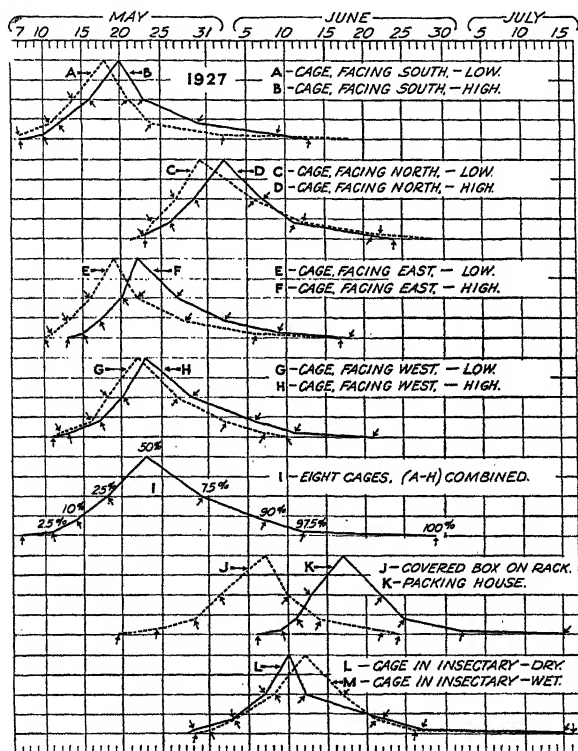 MAY JUNE JULY
7 10 15 20 25 31 5 10 15 20 25 30 5 10 15
A B 1927 A-CAGE, FACING SOUTH,-LOW.
B-CAGE, FACING SOUTH,-HIGH.
C D C-CAGE, FACING NORTH,-LOW.
D-CAGE, FACING NORTH,-HIGH.
E F E-CAGE, FACING EAST,-LOW.
F-CAGE, FACING EAST,-HIGH.
G H G-CAGE, FACING WEST,-LOW.
H-CAGE, FACING WEST,-HIGH.
50%
25% I 75% I-EIGHT CAGES, (A-H) COMBINED.
10% 90%
2.5% 97.5% 100%
J K J-COVERED BOX ON RACK.
K-PACKING HOUSE.
L L-CAGE IN INSECTARY-DRY.
M M-CAGE IN INSECTARY-WET.